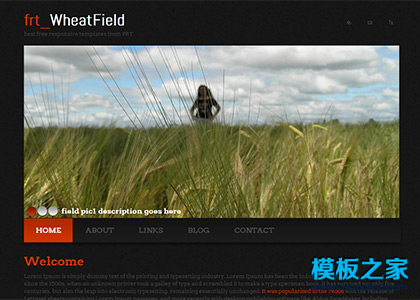 frt_WheatField
best free responsive templates from FRT
field pic1 description goes here
HOME ABOUT LINKS BLOG CONTACT
Welcome
Lorem Ipsum is simply dummy text of the printing and typesetting industry. Lorem Ipsum has been the
since the 1500s, when an unknown printer took a galley of type and scrambled it to make a type specimen book. It has survived not only five
centuries, but also the leap into electronic typesetting, remaining essentially unchanged. It was popularised in the 1960s with the release of
模板之家